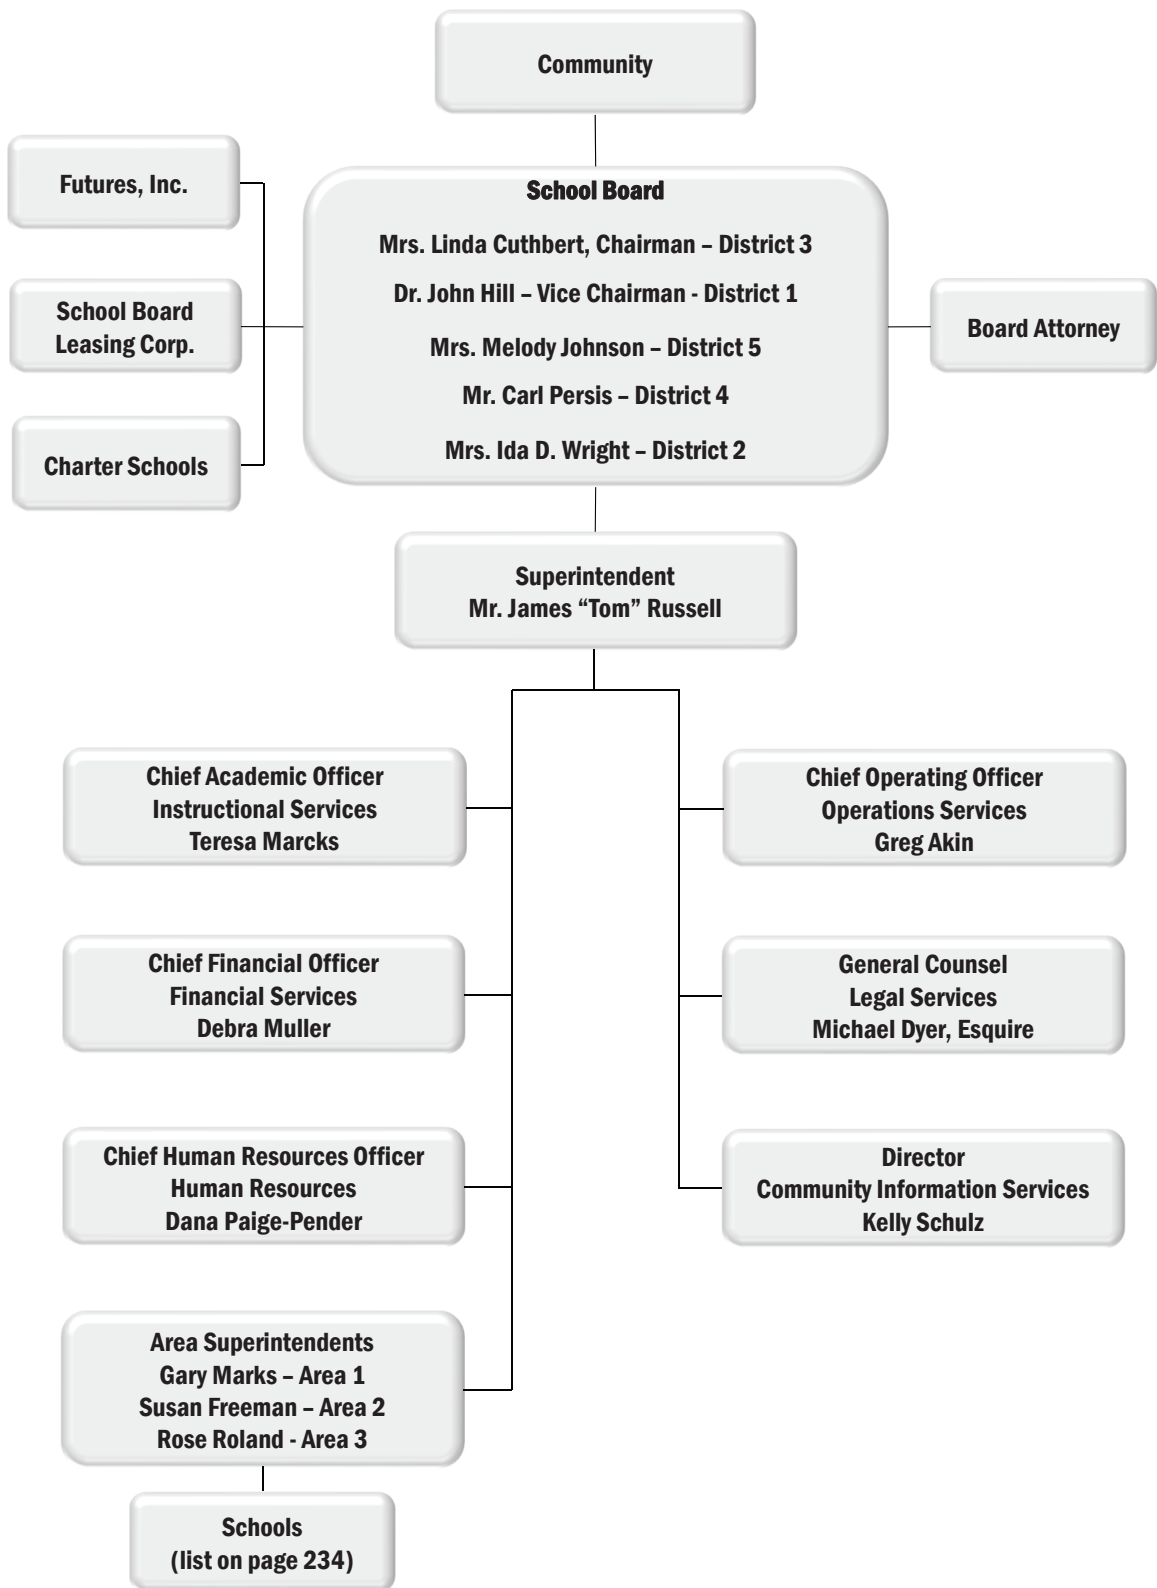 Community
Futures, Inc.
School Board
Leasing Corp.
Charter Schools
School Board
Mrs. Linda Cuthbert, Chairman – District 3
Dr. John Hill – Vice Chairman - District 1
Mrs. Melody Johnson – District 5
Mr. Carl Persis – District 4
Mrs. Ida D. Wright – District 2
Board Attorney
Superintendent
Mr. James “Tom” Russell
Chief Academic Officer
Instructional Services
Teresa Marcks
Chief Financial Officer
Financial Services
Debra Muller
Chief Human Resources Officer
Human Resources
Dana Paige-Pender
Area Superintendents
Gary Marks – Area 1
Susan Freeman – Area 2
Rose Roland - Area 3
Schools
(list on page 234)
Chief Operating Officer
Operations Services
Greg Akin
General Counsel
Legal Services
Michael Dyer, Esquire
Director
Community Information Services
Kelly Schulz